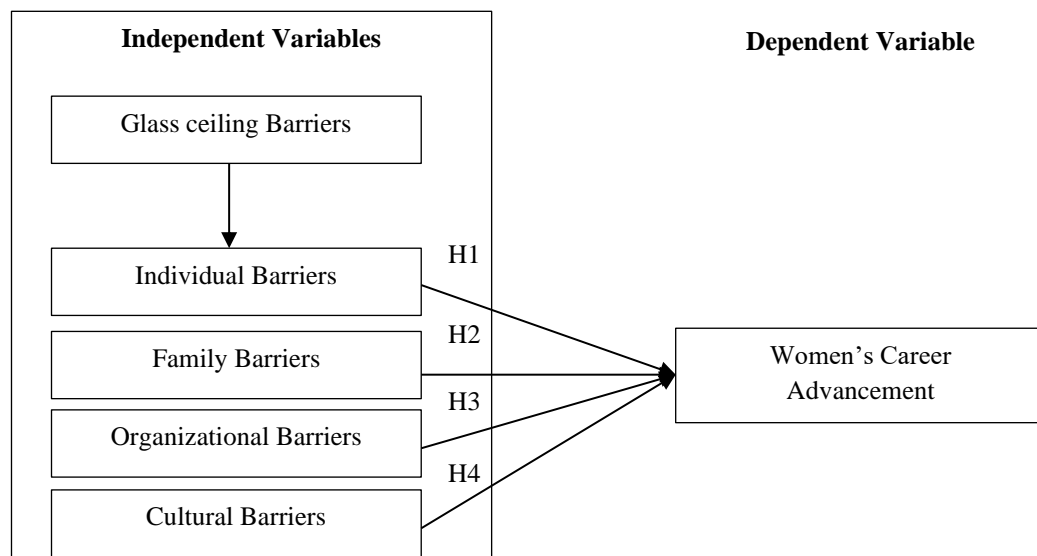 Independent Variables
Dependent Variable
Glass ceiling Barriers
Individual Barriers
H1
H2
Family Barriers
Women’s Career
Advancement
H3
Organizational Barriers
H4
Cultural Barriers